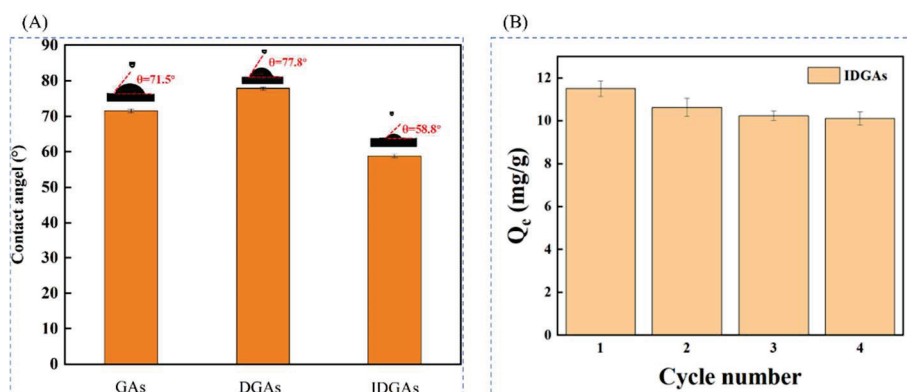 (A)
90
80
70
60
50
40
30
20
10
0
Contact angel (°)
θ=71.5°
θ=77.8°
θ=58.8°
GAs
DGAs
IDGAs
(B)
12
10
8
6
4
2
0
Qe (mg/g)
IDGAs
1 2 3 4
Cycle number